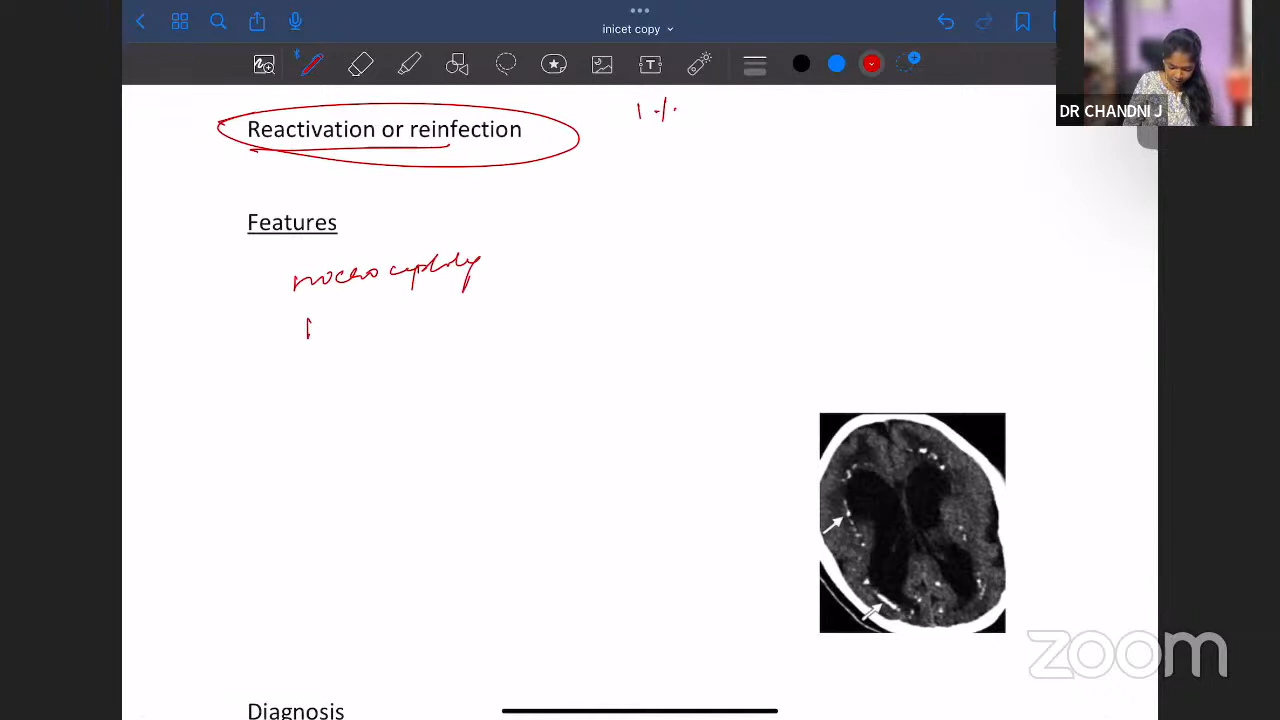 inicet copy
DR CHANDNI J
Reactivation or reinfection
1 %
Features
microcephaly
Diagnosis
zoom